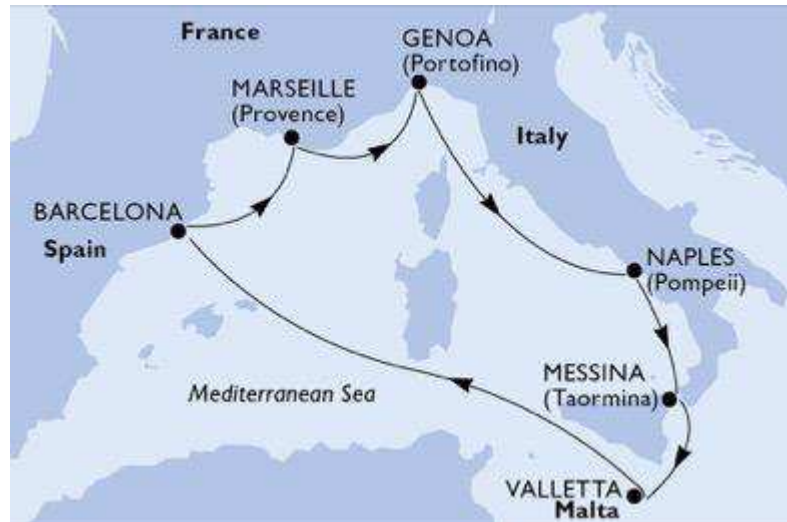 France
GENOA
(Portofino)
MARSEILLE
(Provence)
Italy
BARCELONA
Spain
NAPLES
(Pompeii)
MESSINA
(Taormina)
Mediterranean Sea
VALLETTA
Malta